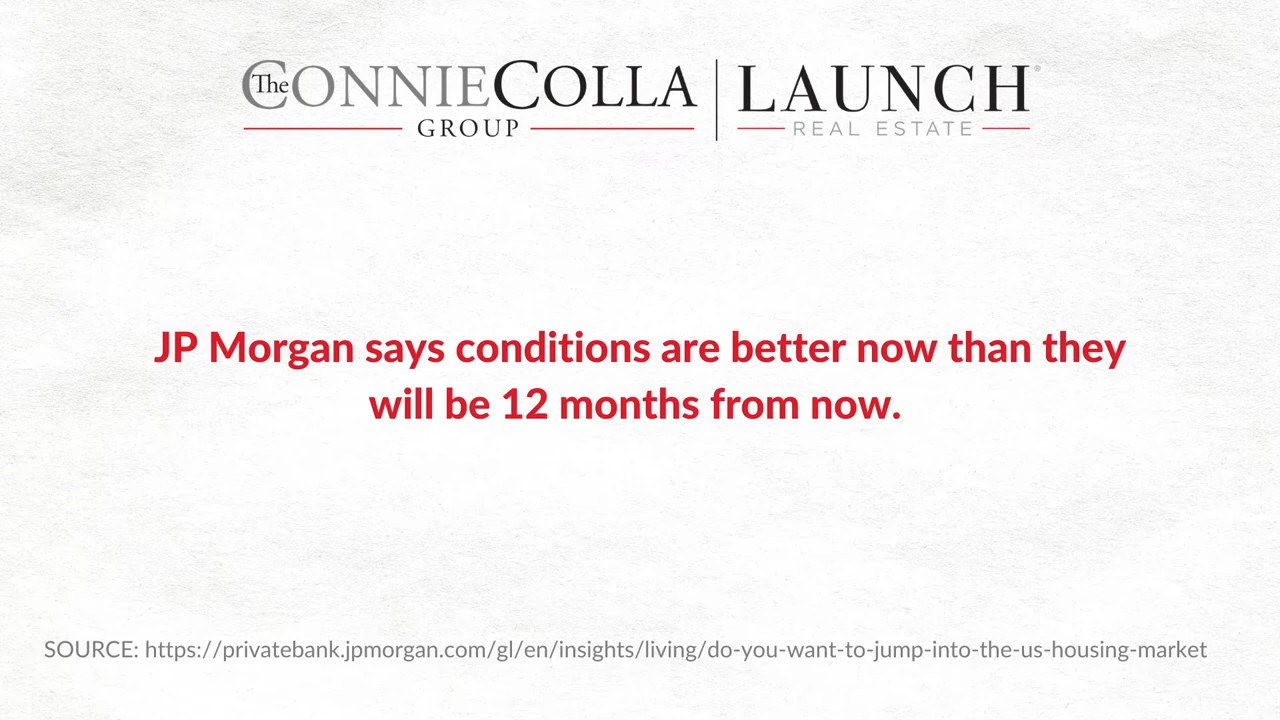 The CONNIE COLLA GROUP
LAUNCH REAL ESTATE
JP Morgan says conditions are better now than they
will be 12 months from now.
SOURCE: https://privatebank.jpmorgan.com/gl/en/insights/living/do-you-want-to-jump-into-the-us-housing-market